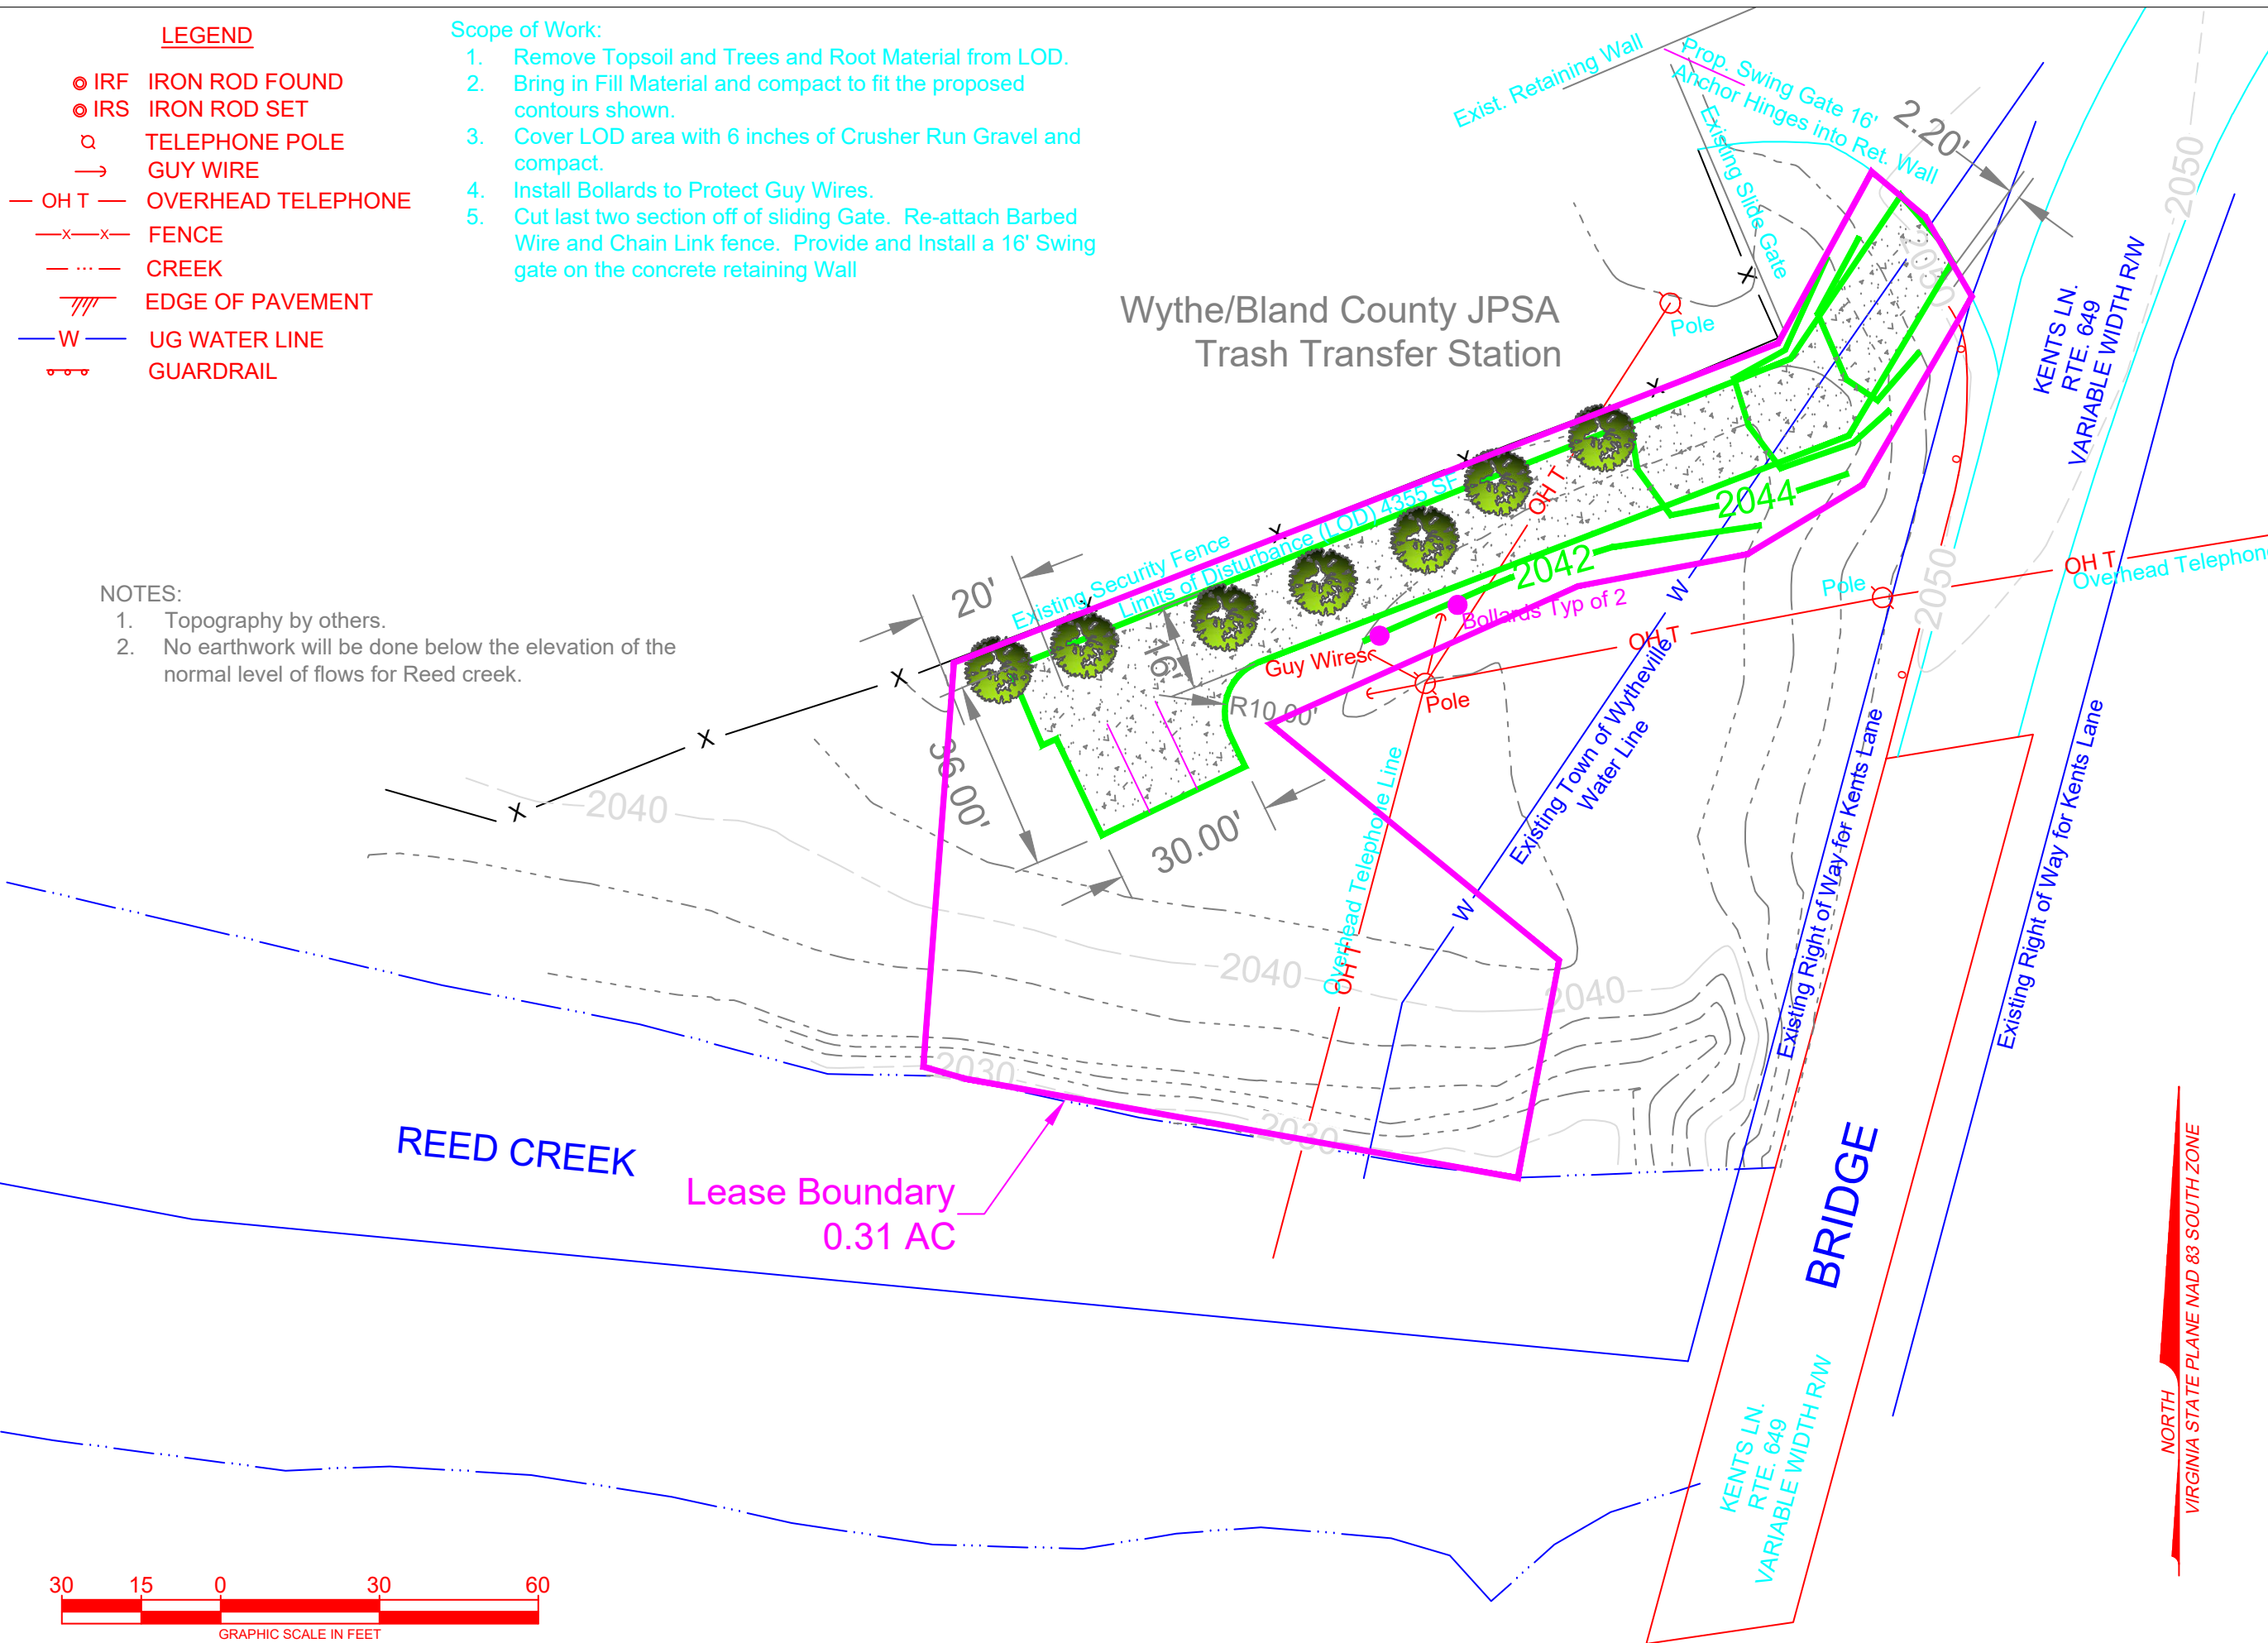 LEGEND
IRF IRON ROD FOUND
IRS IRON ROD SET
TELEPHONE POLE
GUY WIRE
OH T OVERHEAD TELEPHONE
x x FENCE
CREEK
EDGE OF PAVEMENT
W UG WATER LINE
GUARDRAIL
Scope of Work:
1. Remove Topsoil and Trees and Root Material from LOD.
2. Bring in Fill Material and compact to fit the proposed
contours shown.
3. Cover LOD area with 6 inches of Crusher Run Gravel and
compact.
4. Install Bollards to Protect Guy Wires.
5. Cut last two section off of sliding Gate. Re-attach Barbed
Wire and Chain Link fence. Provide and Install a 16' Swing
gate on the concrete retaining Wall
Exist. Retaining Wall
Prop. Swing Gate 16'
Anchor Hinges into Ret. Wall
Existing Slide Gate
2.20'
2050
2050
KENTS LN.
RTE. 649
VARIABLE WIDTH R/W
Wythe/Bland County JPSA
Trash Transfer Station
Pole
X
X
X
X
X
X
X
X
OH T
2044
2042
Existing Security Fence
Limits of Disturbance (LOD) 4355 SF
20'
16'
Bollards Typ of 2
Guy Wires
Pole
R10.00'
36.00'
30.00'
W
OH T
Pole
OH T
Overhead Telephone
2050
NOTES:
1. Topography by others.
2. No earthwork will be done below the elevation of the
normal level of flows for Reed creek.
2040
Existing Town of Wytheville
Water Line
W
Overhead Telephone Line
OH T
2040
2040
2030
2030
Existing Right of Way for Kents Lane
Existing Right of Way for Kents Lane
REED CREEK
Lease Boundary
0.31 AC
BRIDGE
KENTS LN.
RTE. 649
VARIABLE WIDTH R/W
NORTH
VIRGINIA STATE PLANE NAD 83 SOUTH ZONE
30 15 0 30 60
GRAPHIC SCALE IN FEET